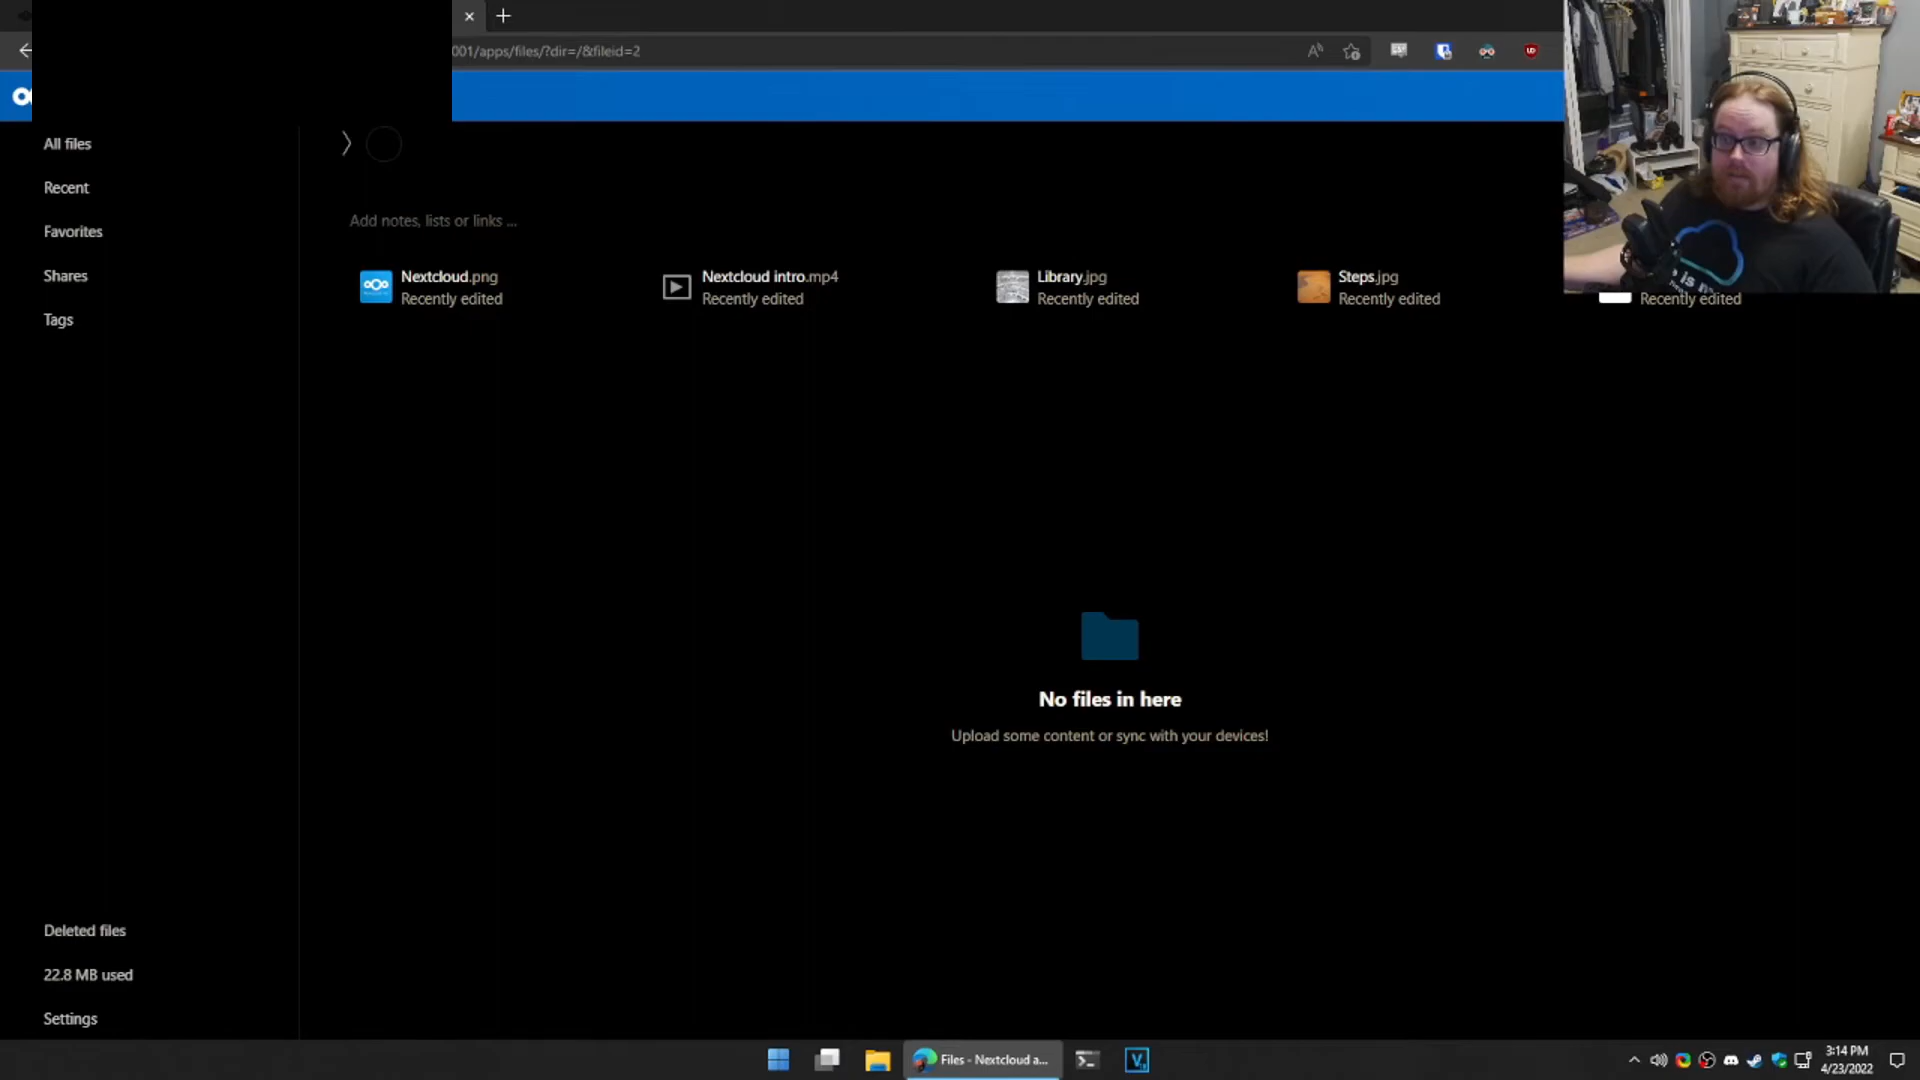 001/apps/files/?dir=/&fileid=2
All files
Recent
Favorites
Shares
Tags
Add notes, lists or links ...
Nextcloud.png
Recently edited
Nextcloud intro.mp4
Recently edited
Library.jpg
Recently edited
Steps.jpg
Recently edited
Recently edited
No files in here
Upload some content or sync with your devices!
Deleted files
22.8 MB used
Settings
Files - Nextcloud a...
3:14 PM
4/23/2022